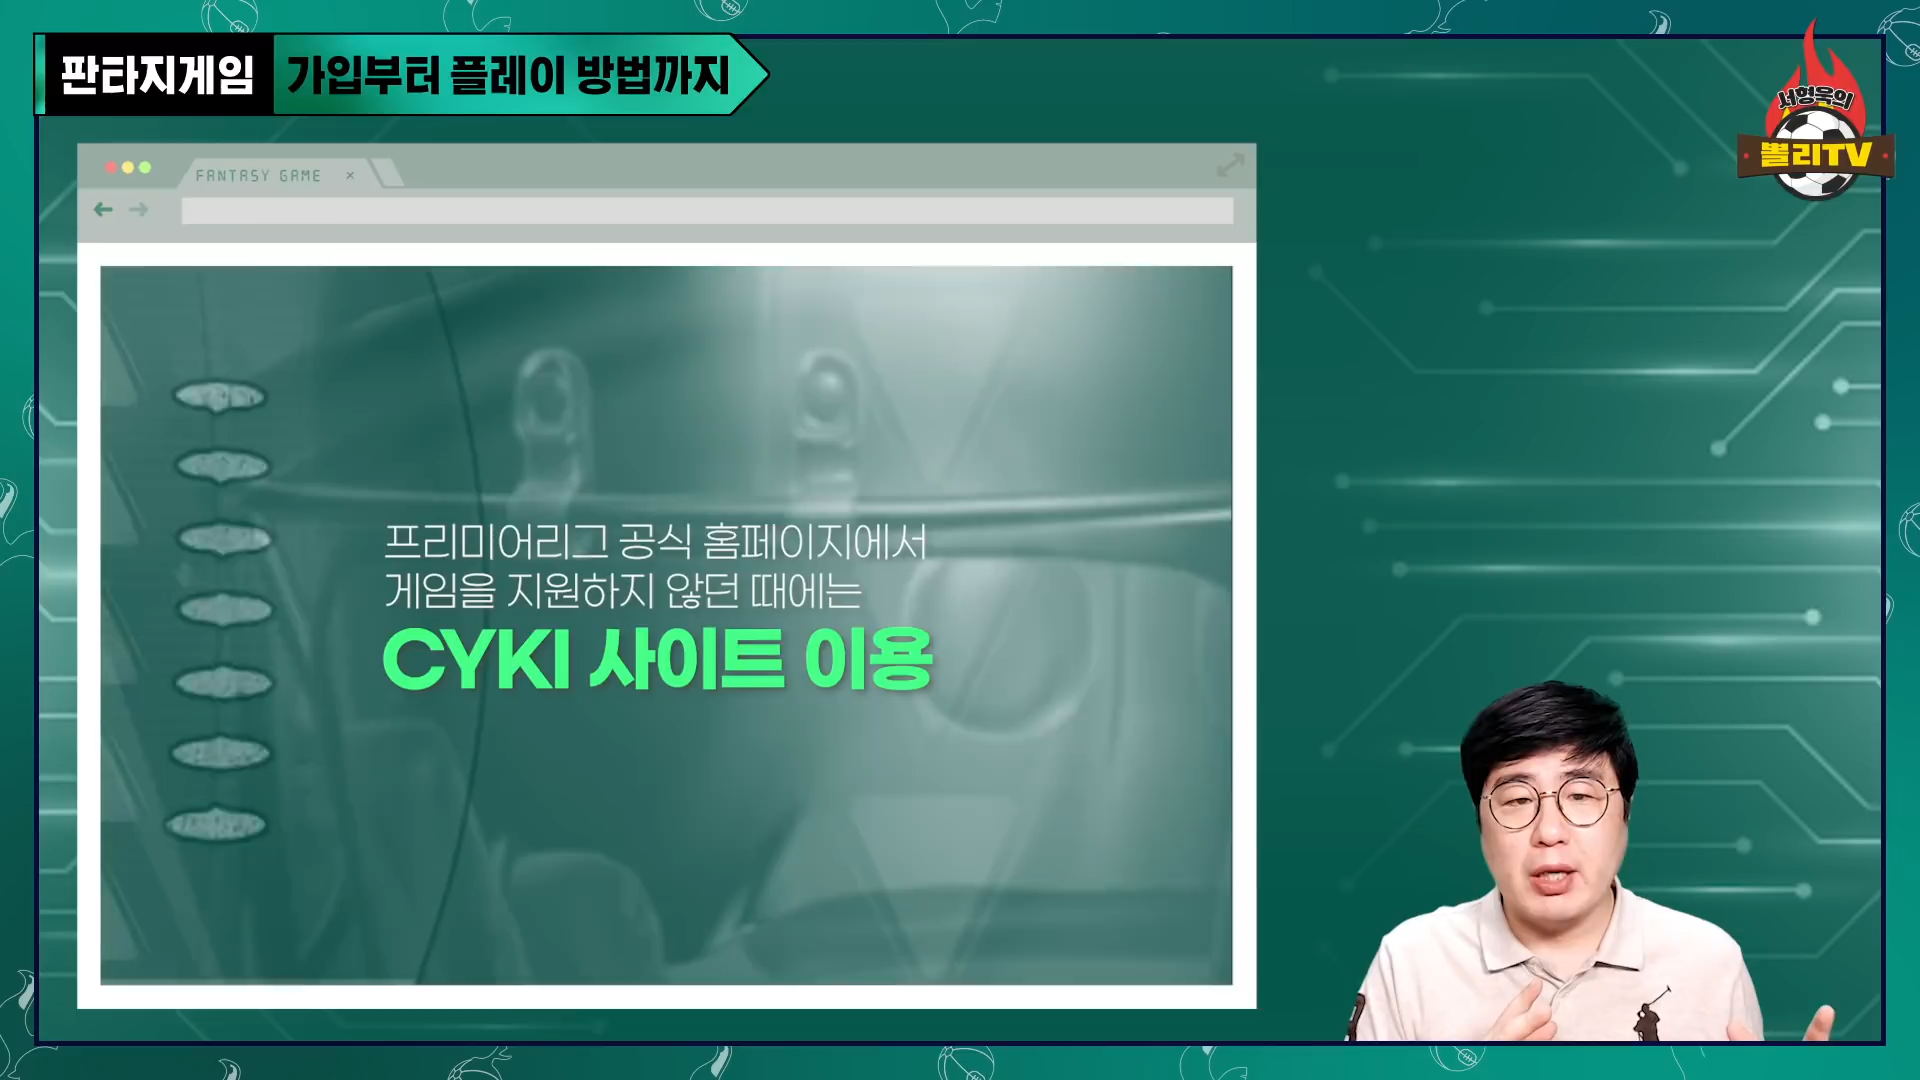 판타지게임 가입부터 플레이 방법까지
서형욱의
뽈리TV
FANTASY GAME ×
프리미어리그 공식 홈페이지에서
게임을 지원하지 않던 때에는
CYKI 사이트 이용